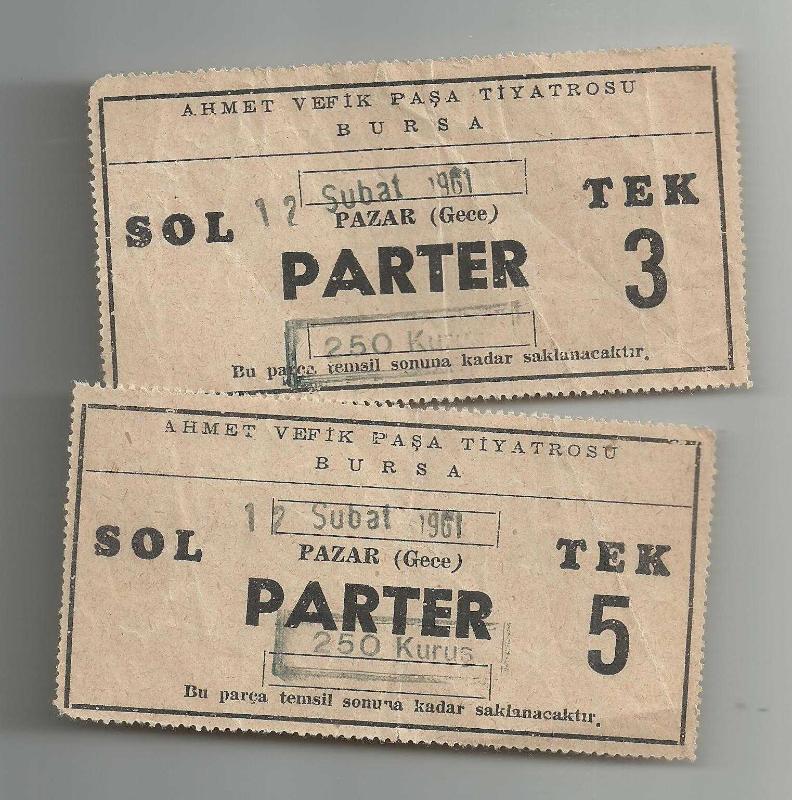 AHMET VEFİK PAŞA TİYATROSU
BURSA
12 Şubat 1961
SOL PAZAR (Gece) TEK
PARTER 3
250 Kuruş
Bu parça temsil sonuna kadar saklanacaktır.
AHMET VEFİK PAŞA TİYATROSU
BURSA
12 Şubat 1961
SOL PAZAR (Gece) TEK
PARTER 5
250 Kuruş
Bu parça temsil sonuna kadar saklanacaktır.